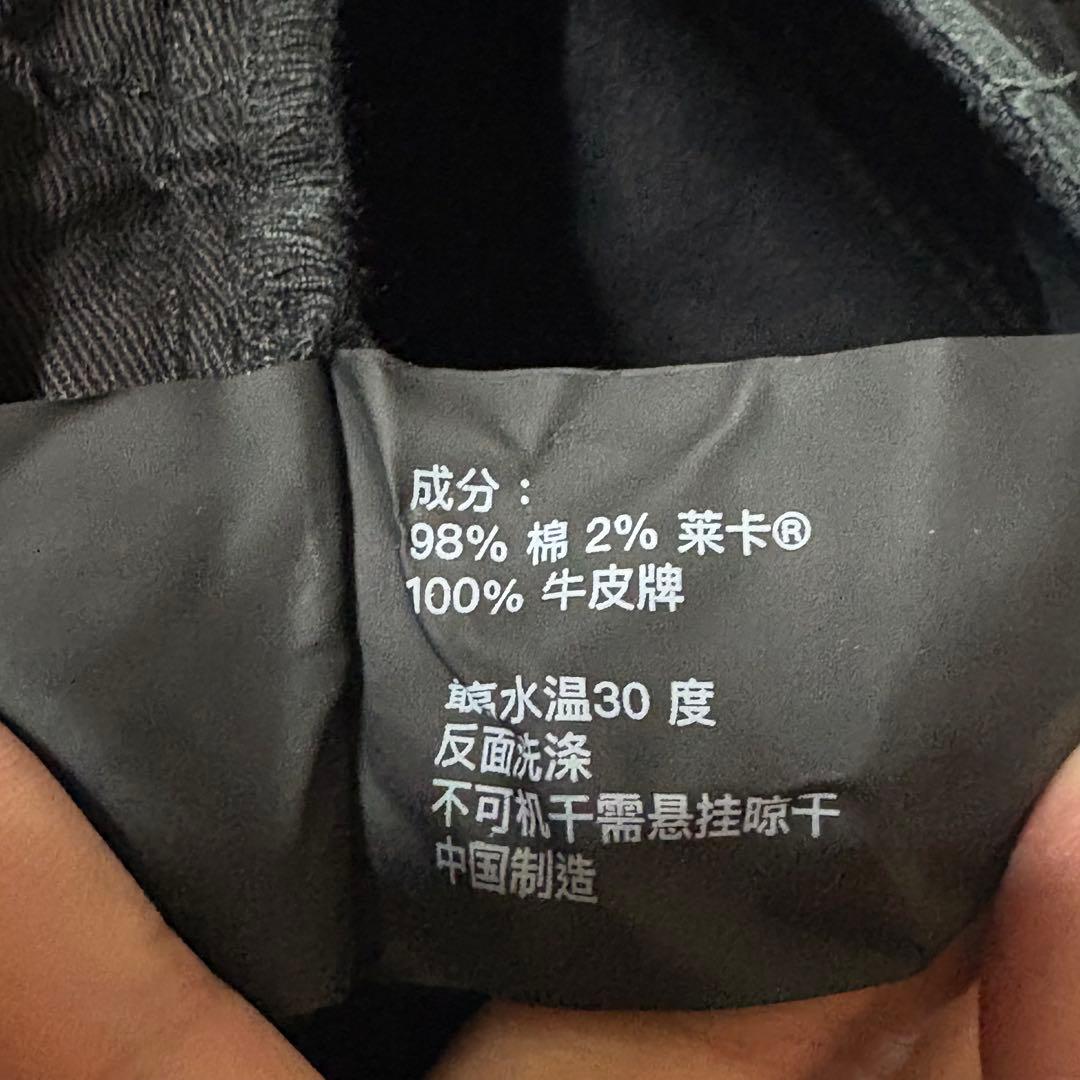 成分：
98% 棉 2% 莱卡®
100% 牛皮牌
水温30 度
反面洗涤
不可机干需悬挂晾干
中国制造